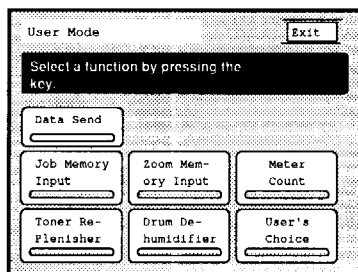 User Mode
Exit
Select a function by pressing the
key.
Data Send
Job Memory
Input
Zoom Mem-
ory Input
Meter
Count
Toner Re-
Plenisher
Drum De-
humidifier
User's
Choice